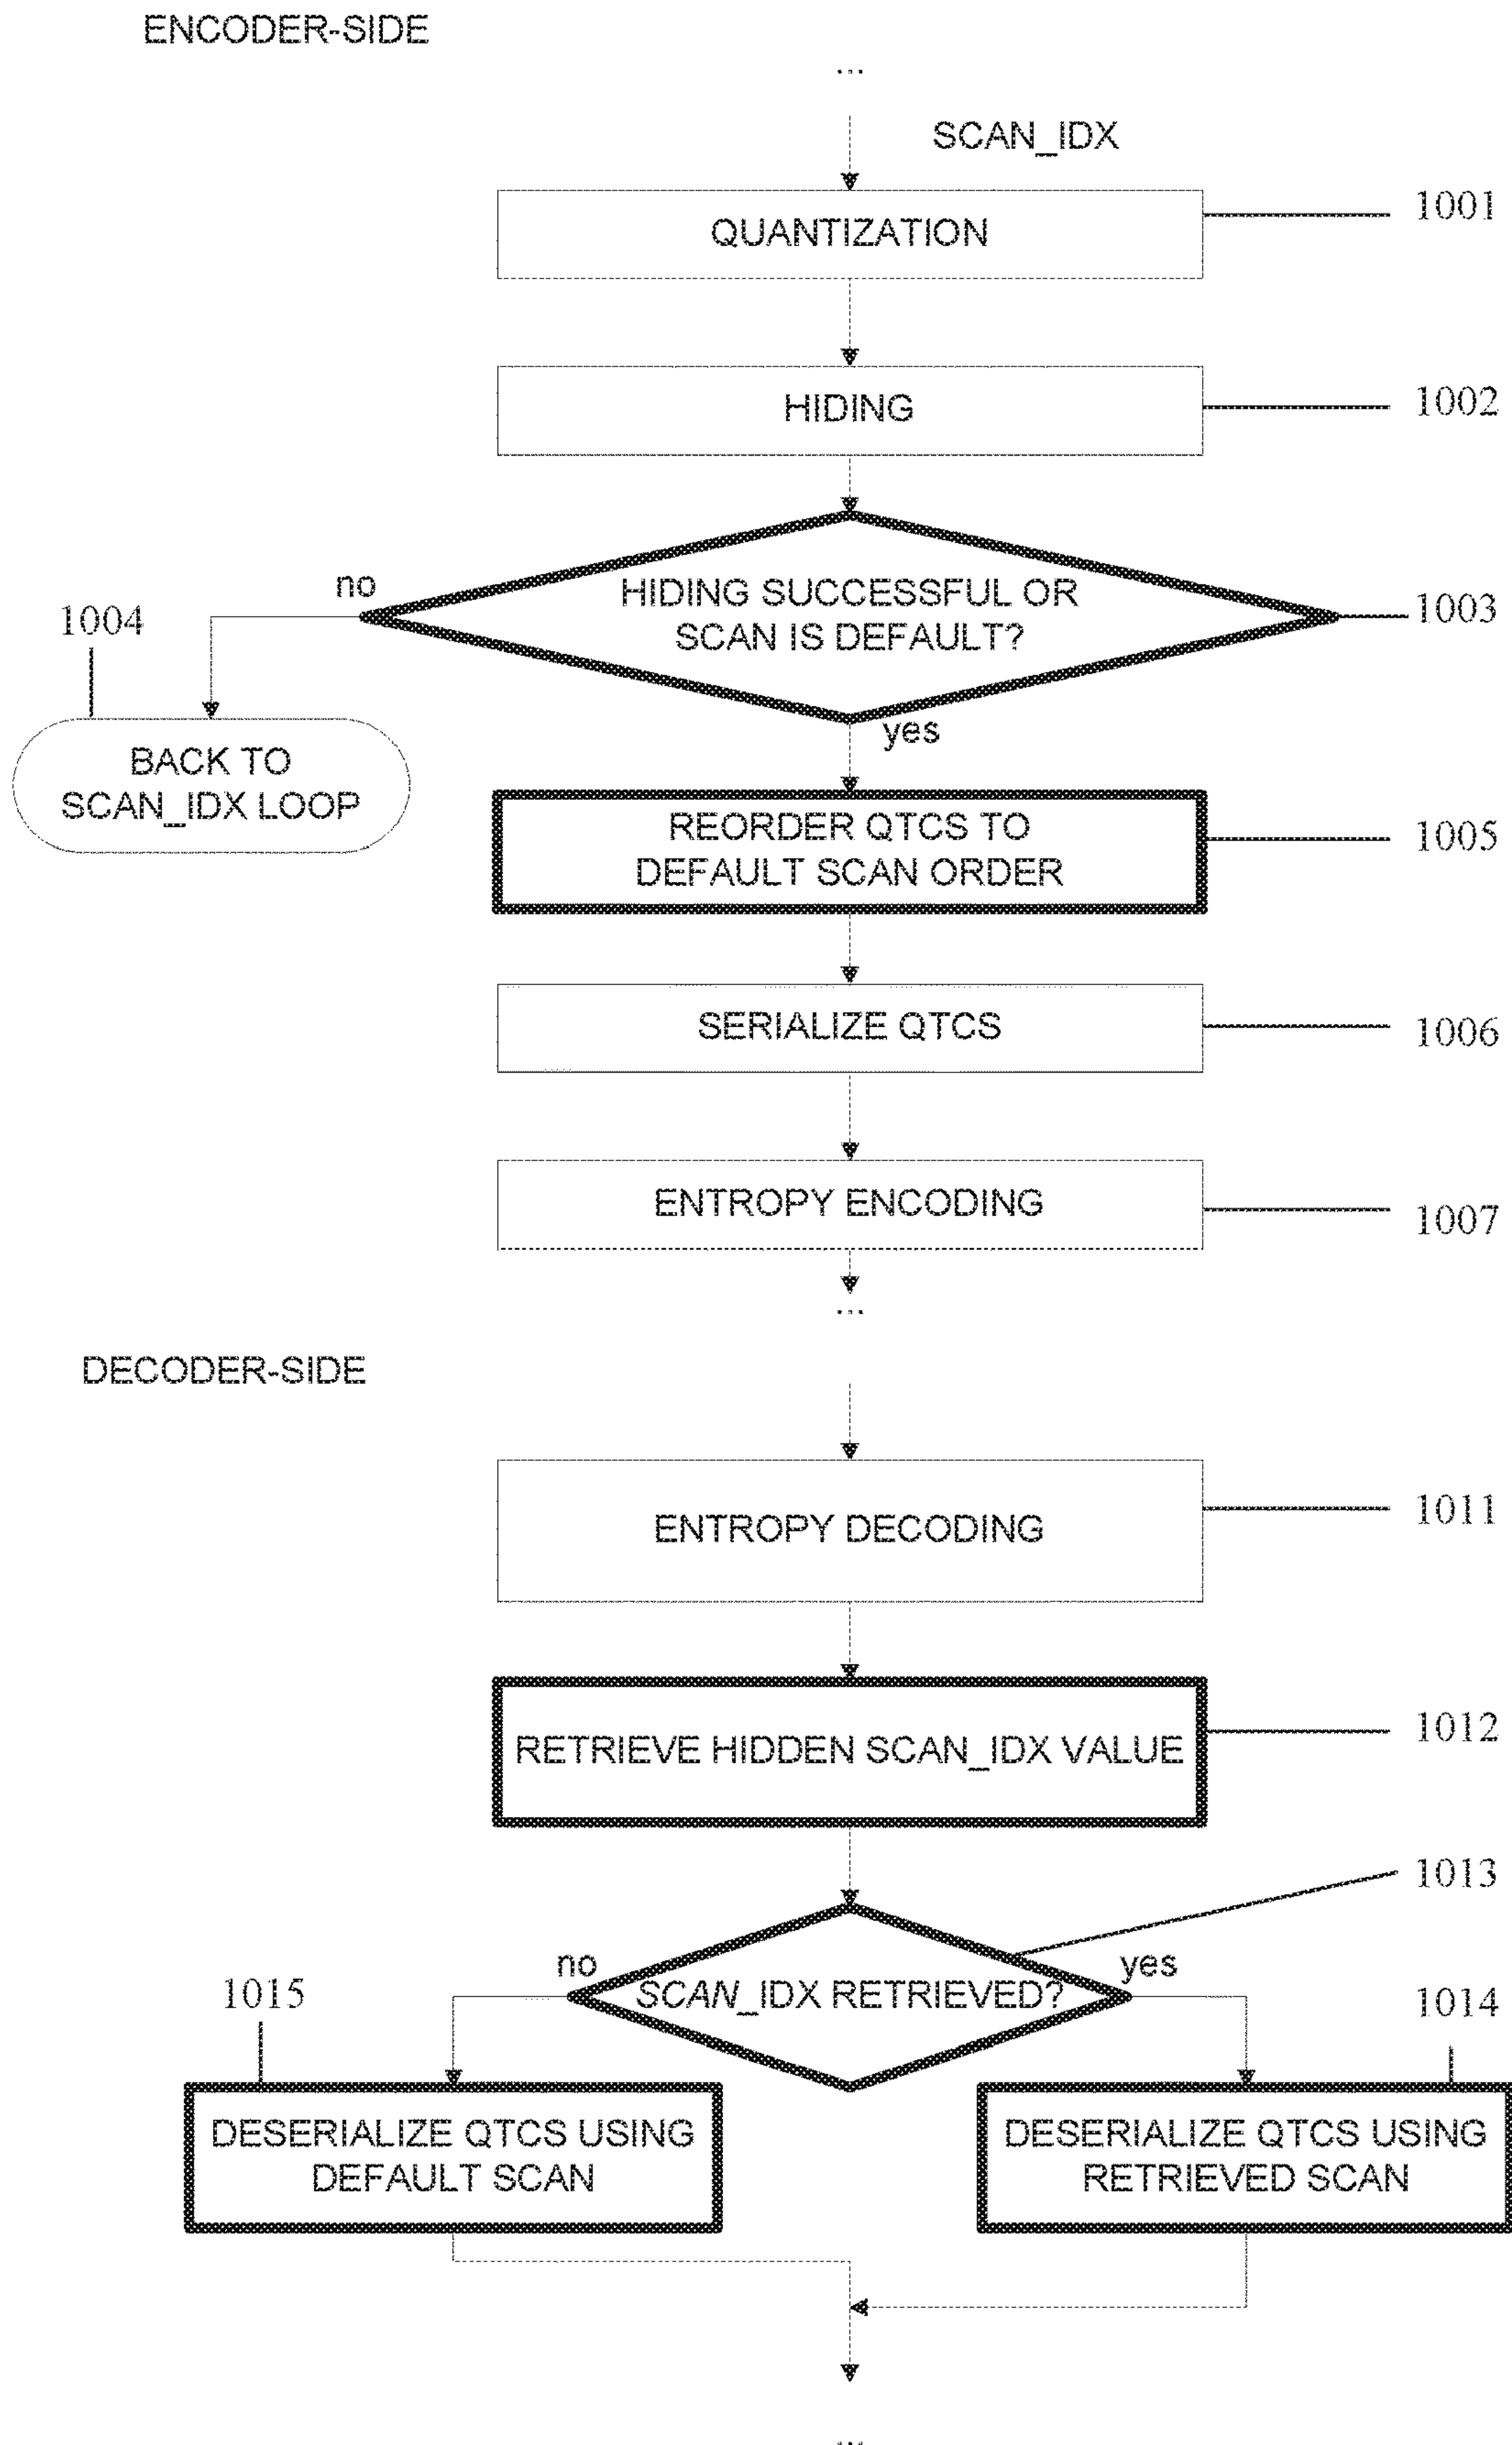 ENCODER-SIDE
...
SCAN_IDX
QUANTIZATION
1001
HIDING
1002
no
HIDING SUCCESSFUL OR
SCAN IS DEFAULT?
1003
1004
yes
BACK TO
SCAN_IDX LOOP
REORDER QTCS TO
DEFAULT SCAN ORDER
1005
SERIALIZE QTCS
1006
ENTROPY ENCODING
1007
...
DECODER-SIDE
ENTROPY DECODING
1011
RETRIEVE HIDDEN SCAN_IDX VALUE
1012
1013
no
SCAN_IDX RETRIEVED?
yes
1015
1014
DESERIALIZE QTCS USING
DEFAULT SCAN
DESERIALIZE QTCS USING
RETRIEVED SCAN
...